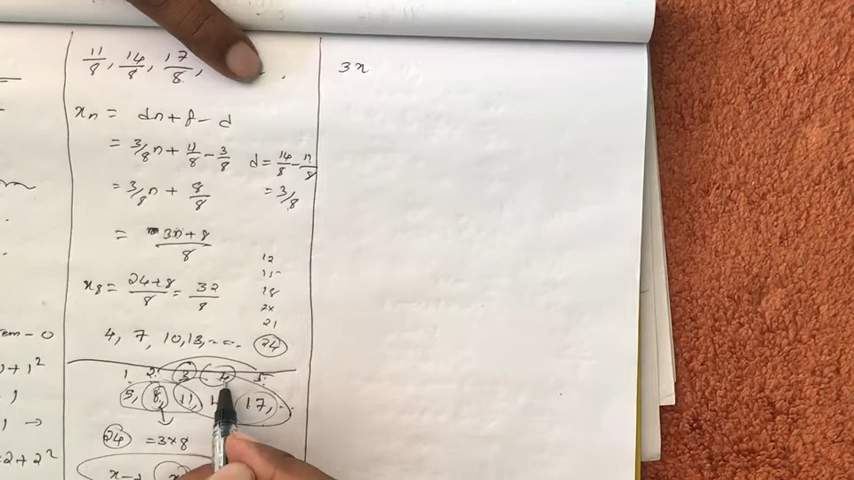 11/8, 14/8, 17/8,
xn = dn + f - d
= 3/8 n + 11/8 - 3/8
d = 14/8 - 11/8
= 3/8 n + 8/8
= 3/8
= 3n+8/8
x8 = 24+8/8 = 32/8
12
15
18
21
4, 7, 10, 13, ---.
24
1 2 3 4 5
5, 8, 11, 17, ..
24 = 3×8
3x